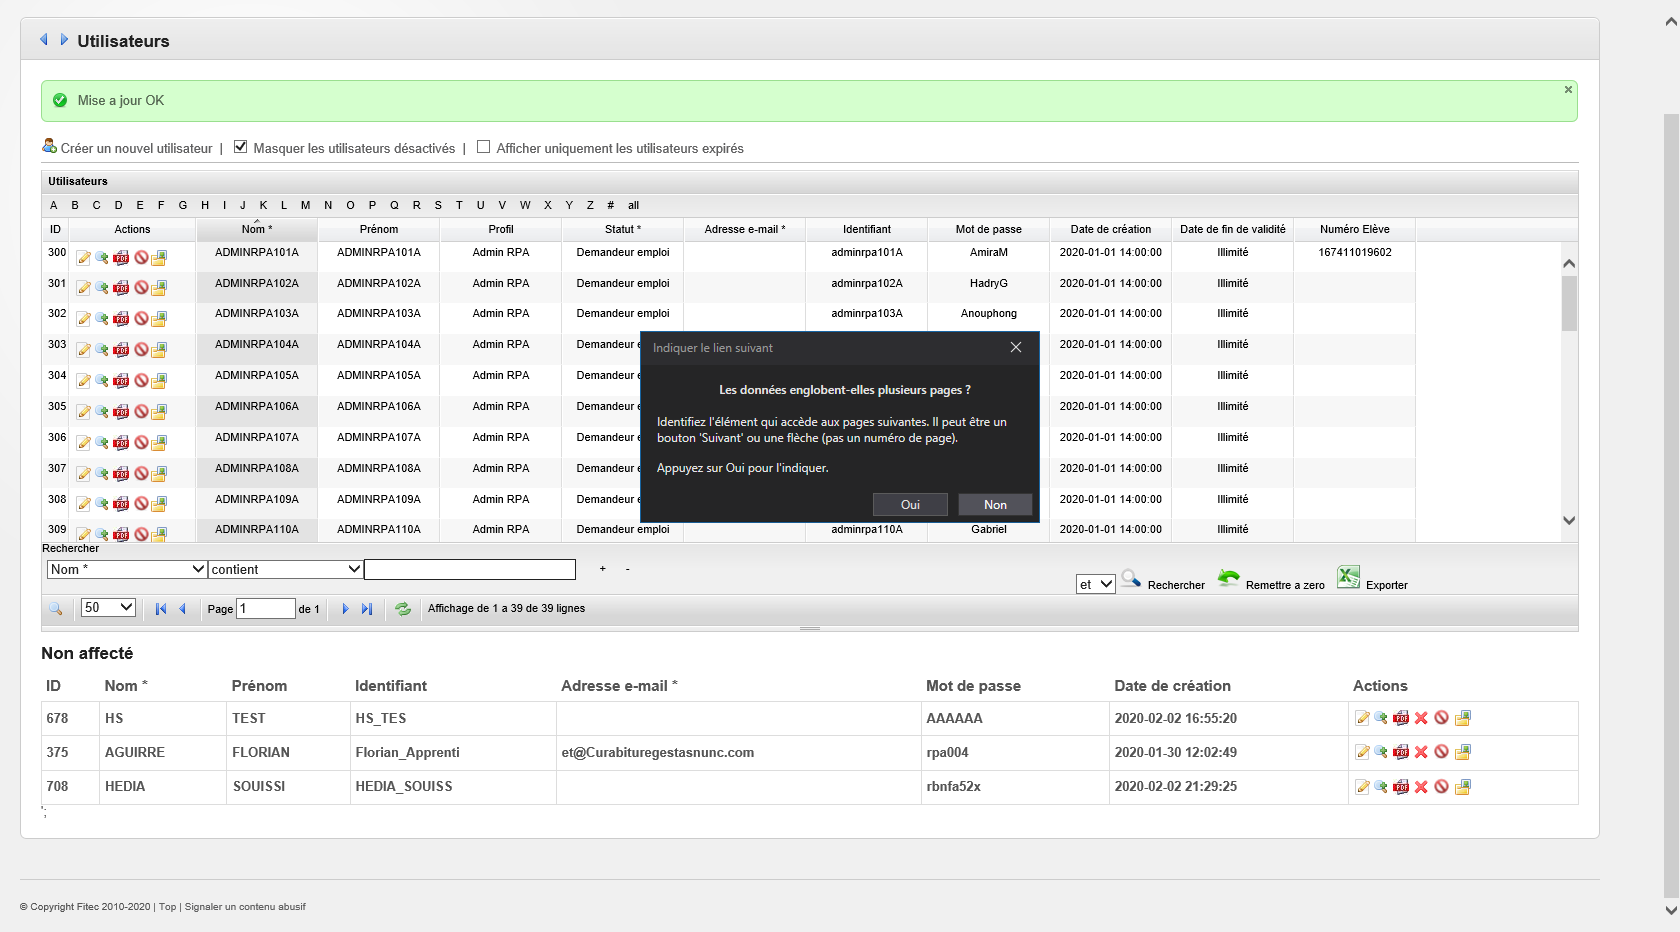 Utilisateurs
Mise a jour OK
Créer un nouvel utilisateur | Masquer les utilisateurs désactivés | Afficher uniquement les utilisateurs expirés
Utilisateurs
A B C D E F G H I J K L M N O P Q R S T U V W X Y Z # all
ID Actions Nom * Prénom Profil Statut * Adresse e-mail * Identifiant Mot de passe Date de création Date de fin de validité Numéro Elève
300 ADMINRPA101A ADMINRPA101A Admin RPA Demandeur emploi adminrpa101A AmiraM 2020-01-01 14:00:00 Illimité 167411019602
301 ADMINRPA102A ADMINRPA102A Admin RPA Demandeur emploi adminrpa102A HadryG 2020-01-01 14:00:00 Illimité
302 ADMINRPA103A ADMINRPA103A Admin RPA Demandeur emploi adminrpa103A Anouphong 2020-01-01 14:00:00 Illimité
303 ADMINRPA104A ADMINRPA104A Admin RPA Demandeur 2020-01-01 14:00:00 Illimité
304 ADMINRPA105A ADMINRPA105A Admin RPA Demandeur 2020-01-01 14:00:00 Illimité
305 ADMINRPA106A ADMINRPA106A Admin RPA Demandeur 2020-01-01 14:00:00 Illimité
306 ADMINRPA107A ADMINRPA107A Admin RPA Demandeur 2020-01-01 14:00:00 Illimité
307 ADMINRPA108A ADMINRPA108A Admin RPA Demandeur 2020-01-01 14:00:00 Illimité
308 ADMINRPA109A ADMINRPA109A Admin RPA Demandeur 2020-01-01 14:00:00 Illimité
309 ADMINRPA110A ADMINRPA110A Admin RPA Demandeur emploi adminrpa110A Gabriel 2020-01-01 14:00:00 Illimité
Indiquer le lien suivant
Les données englobent-elles plusieurs pages ?
Identifiez l'élément qui accède aux pages suivantes. Il peut être un
bouton 'Suivant' ou une flèche (pas un numéro de page).
Appuyez sur Oui pour l'indiquer.
Oui Non
Rechercher
Nom * contient + -
et Rechercher Remettre a zero Exporter
50 Page 1 de 1 Affichage de 1 a 39 de 39 lignes
Non affecté
ID Nom * Prénom Identifiant Adresse e-mail * Mot de passe Date de création Actions
678 HS TEST HS_TES AAAAAA 2020-02-02 16:55:20
375 AGUIRRE FLORIAN Florian_Apprenti et@Curabituregestasnunc.com rpa004 2020-01-30 12:02:49
708 HEDIA SOUISSI HEDIA_SOUISS rbnfa52x 2020-02-02 21:29:25
';
© Copyright Fitec 2010-2020 | Top | Signaler un contenu abusif